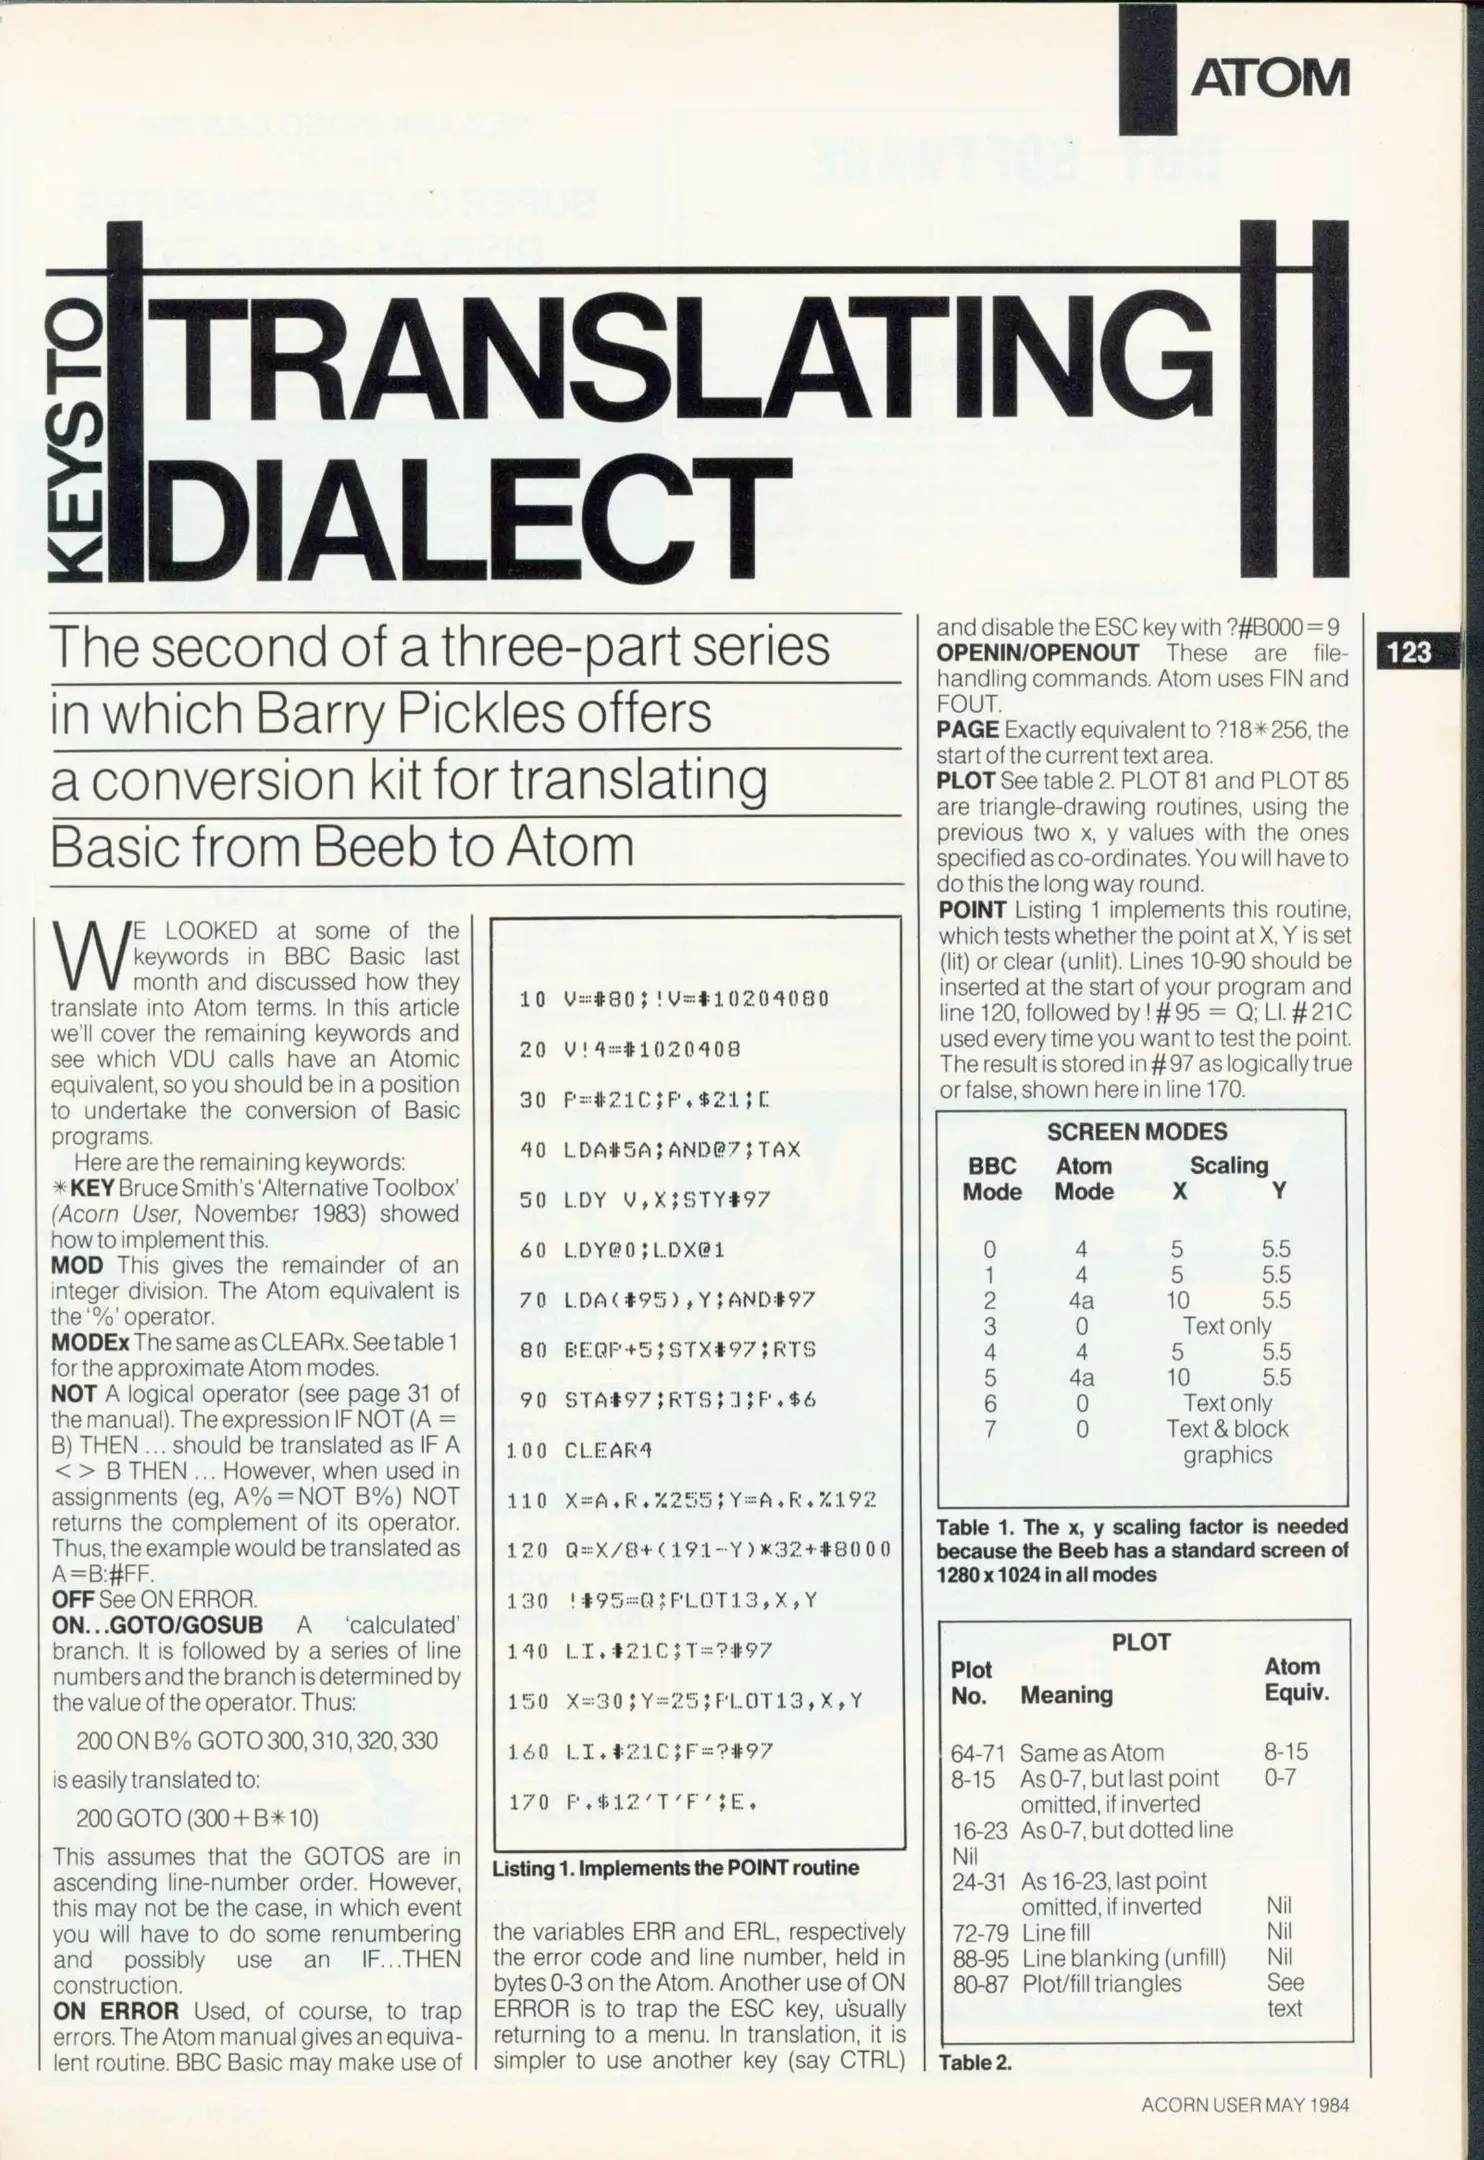 ATOM
KEYS TO
TRANSLATING
DIALECT
The second of a three-part series
in which Barry Pickles offers
a conversion kit for translating
Basic from Beeb to Atom
WE LOOKED at some of the
keywords in BBC Basic last
month and discussed how they
translate into Atom terms. In this article
we'll cover the remaining keywords and
see which VDU calls have an Atomic
equivalent, so you should be in a position
to undertake the conversion of Basic
programs.
Here are the remaining keywords:
*KEY Bruce Smith's 'Alternative Toolbox'
(Acorn User, November 1983) showed
how to implement this.
MOD This gives the remainder of an
integer division. The Atom equivalent is
the '%' operator.
MODEx The same as CLEARx. See table 1
for the approximate Atom modes.
NOT A logical operator (see page 31 of
the manual). The expression IF NOT (A =
B) THEN ... should be translated as IF A
< > B THEN ... However, when used in
assignments (eg, A%=NOT B%) NOT
returns the complement of its operator.
Thus, the example would be translated as
A=B:#FF.
OFF See ON ERROR.
ON...GOTO/GOSUB A 'calculated'
branch. It is followed by a series of line
numbers and the branch is determined by
the value of the operator. Thus:
200 ON B% GOTO 300, 310, 320, 330
is easily translated to:
200 GOTO (300+B*10)
This assumes that the GOTOS are in
ascending line-number order. However,
this may not be the case, in which event
you will have to do some renumbering
and possibly use an IF...THEN
construction.
ON ERROR Used, of course, to trap
errors. The Atom manual gives an equiva-
lent routine. BBC Basic may make use of
10 V=#80;!V=#10204080
20 V!4=#1020408
30 P=#21C;P.$21;[
40 LDA#5A;AND@7;TAX
50 LDY V,X;STY#97
60 LDY@0;LDX@1
70 LDA(#95),Y;AND#97
80 BEQP+5;STX#97;RTS
90 STA#97;RTS;];P.$6
100 CLEAR4
110 X=A.R.%255;Y=A.R.%192
120 Q=X/8+(191-Y)*32+#8000
130 !#95=Q;PLOT13,X,Y
140 LI.#21C;T=?#97
150 X=30;Y=25;PLOT13,X,Y
160 LI.#21C;F=?#97
170 P.$12'T'F';E.
Listing 1. Implements the POINT routine
the variables ERR and ERL, respectively
the error code and line number, held in
bytes 0-3 on the Atom. Another use of ON
ERROR is to trap the ESC key, usually
returning to a menu. In translation, it is
simpler to use another key (say CTRL)
and disable the ESC key with ?#B000=9
OPENIN/OPENOUT These are file-
handling commands. Atom uses FIN and
FOUT.
PAGE Exactly equivalent to ?18*256, the
start of the current text area.
PLOT See table 2. PLOT 81 and PLOT 85
are triangle-drawing routines, using the
previous two x, y values with the ones
specified as co-ordinates. You will have to
do this the long way round.
POINT Listing 1 implements this routine,
which tests whether the point at X, Y is set
(lit) or clear (unlit). Lines 10-90 should be
inserted at the start of your program and
line 120, followed by !#95 = Q; LI. #21C
used every time you want to test the point.
The result is stored in #97 as logically true
or false, shown here in line 170.
SCREEN MODES
BBC Atom Scaling
Mode Mode X Y
0 4 5 5.5
1 4 5 5.5
2 4a 10 5.5
3 0 Text only
4 4 5 5.5
5 4a 10 5.5
6 0 Text only
7 0 Text & block
graphics
Table 1. The x, y scaling factor is needed
because the Beeb has a standard screen of
1280 x 1024 in all modes
PLOT
Plot Atom
No. Meaning Equiv.
64-71 Same as Atom 8-15
8-15 As 0-7, but last point 0-7
omitted, if inverted
16-23 As 0-7, but dotted line
Nil
24-31 As 16-23, last point
omitted, if inverted Nil
72-79 Line fill Nil
88-95 Line blanking (unfill) Nil
80-87 Plot/fill triangles See
text
Table 2.
123
ACORN USER MAY 1984